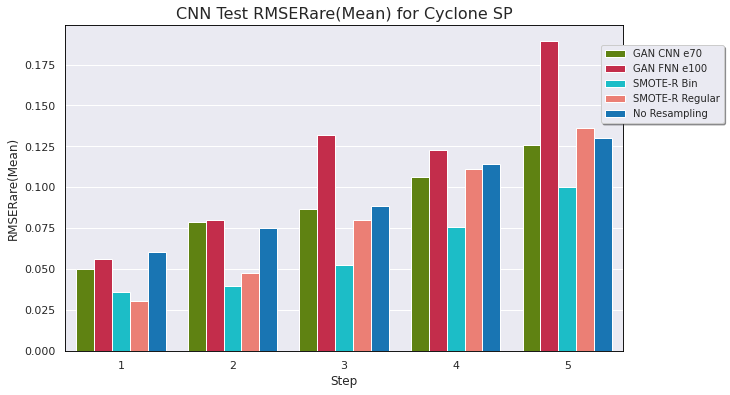 CNN Test RMSERare(Mean) for Cyclone SP
GAN CNN e70
GAN FNN e100
SMOTE-R Bin
SMOTE-R Regular
No Resampling
RMSERare(Mean)
0.175
0.150
0.125
0.100
0.075
0.050
0.025
0.000
1 2 3 4 5
Step